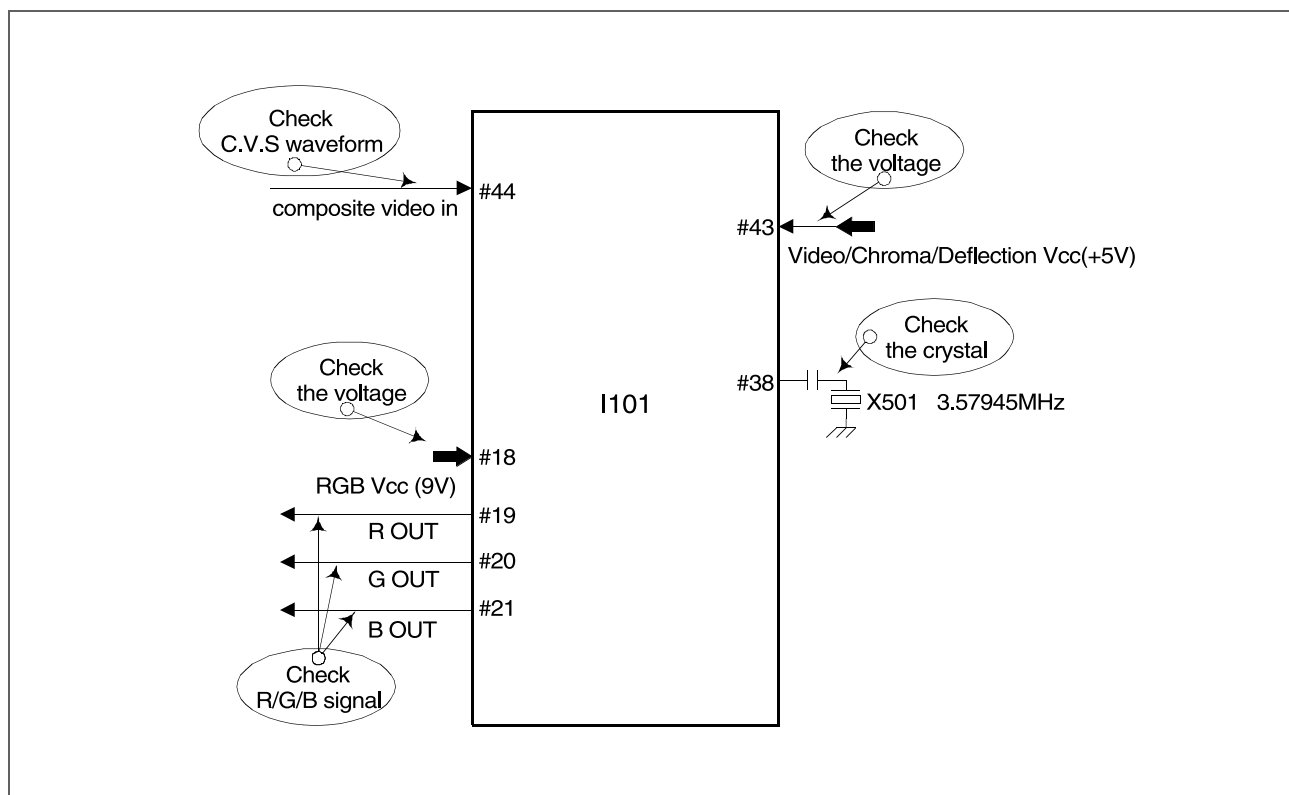 Check
C.V.S waveform
#44
composite video in
Check
the voltage
#43
Video/Chroma/Deflection Vcc(+5V)
Check
the crystal
#38
X501 3.57945MHz
Check
the voltage
I101
#18
RGB Vcc (9V)
#19
R OUT
#20
G OUT
#21
B OUT
Check
R/G/B signal